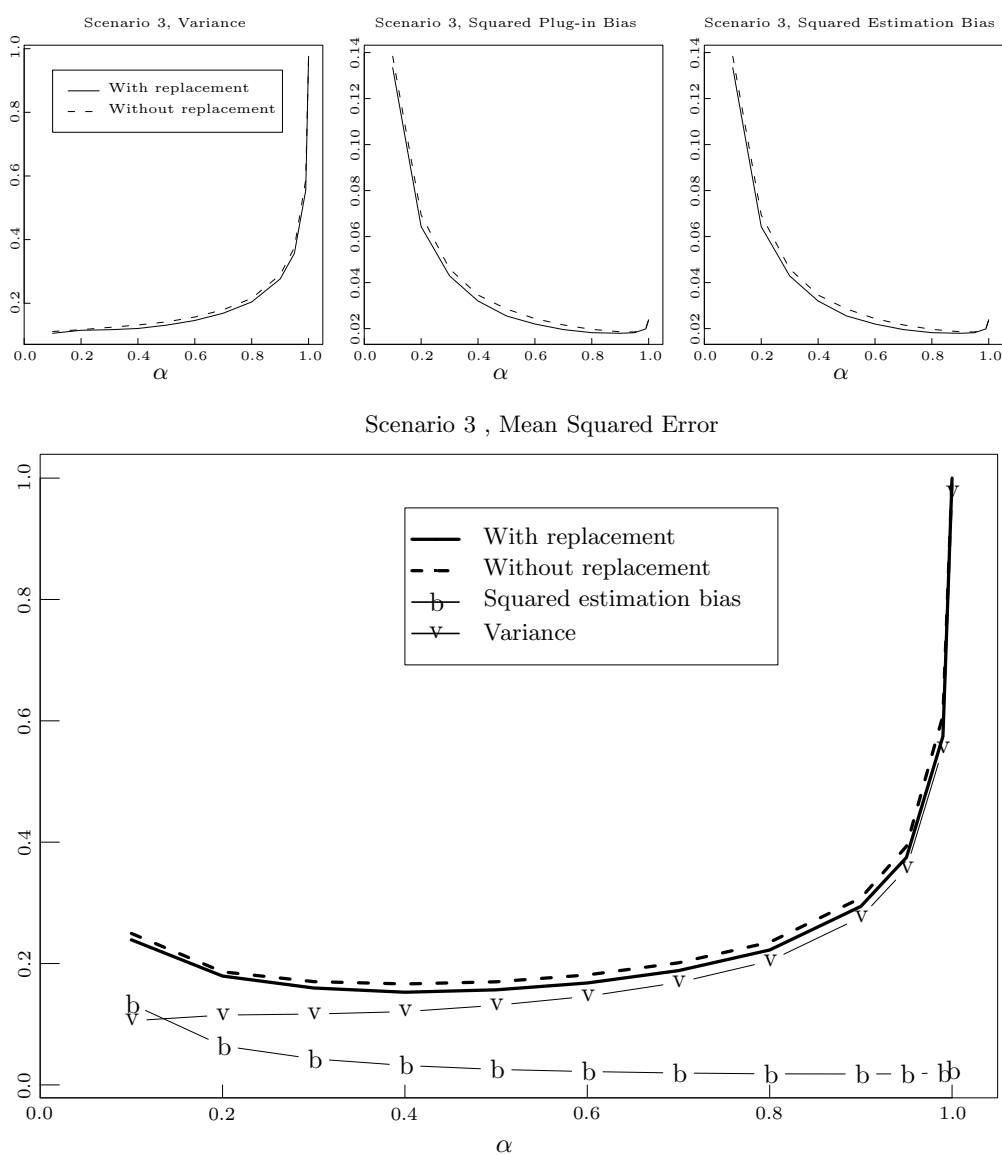 Scenario 3, Variance
1.0
0.8
0.6
0.4
0.2
With replacement
Without replacement
0.0 0.2 0.4 0.6 0.8 1.0
α
Scenario 3, Squared Plug-in Bias
0.14
0.12
0.10
0.08
0.06
0.04
0.02
0.0 0.2 0.4 0.6 0.8 1.0
α
Scenario 3, Squared Estimation Bias
0.14
0.12
0.10
0.08
0.06
0.04
0.02
0.0 0.2 0.4 0.6 0.8 1.0
α
Scenario 3 , Mean Squared Error
1.0
0.8
0.6
0.4
0.2
0.0
With replacement
Without replacement
b Squared estimation bias
v Variance
v v v v v v v v v v v v
b b b b b b b b b b b b
0.0 0.2 0.4 0.6 0.8 1.0
α